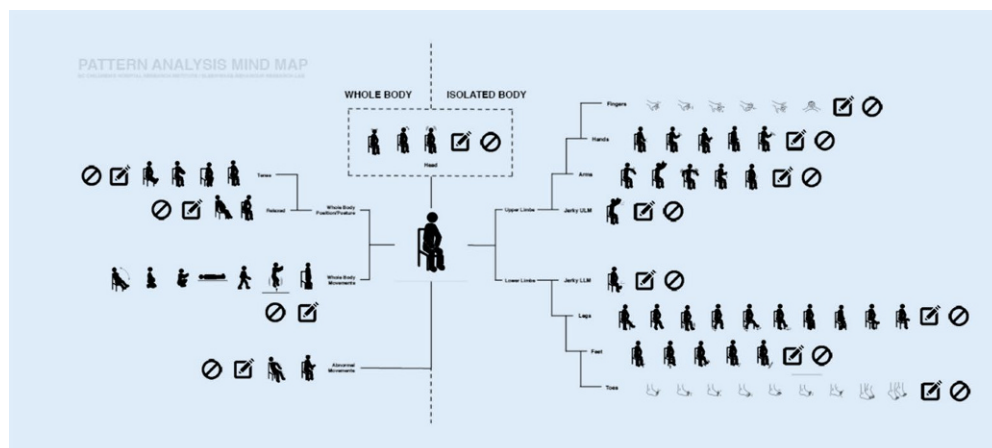 PATTERN ANALYSIS MIND MAP
WHOLE BODY
ISOLATED BODY
Head
Fingers
Hands
Arms
Jerky ULM
Upper Limbs
Tense
Relaxed
Whole Body
Position/Posture
Whole Body
Movements
Abnormal
Movements
Lower Limbs
Jerky LLM
Legs
Feet
Toes